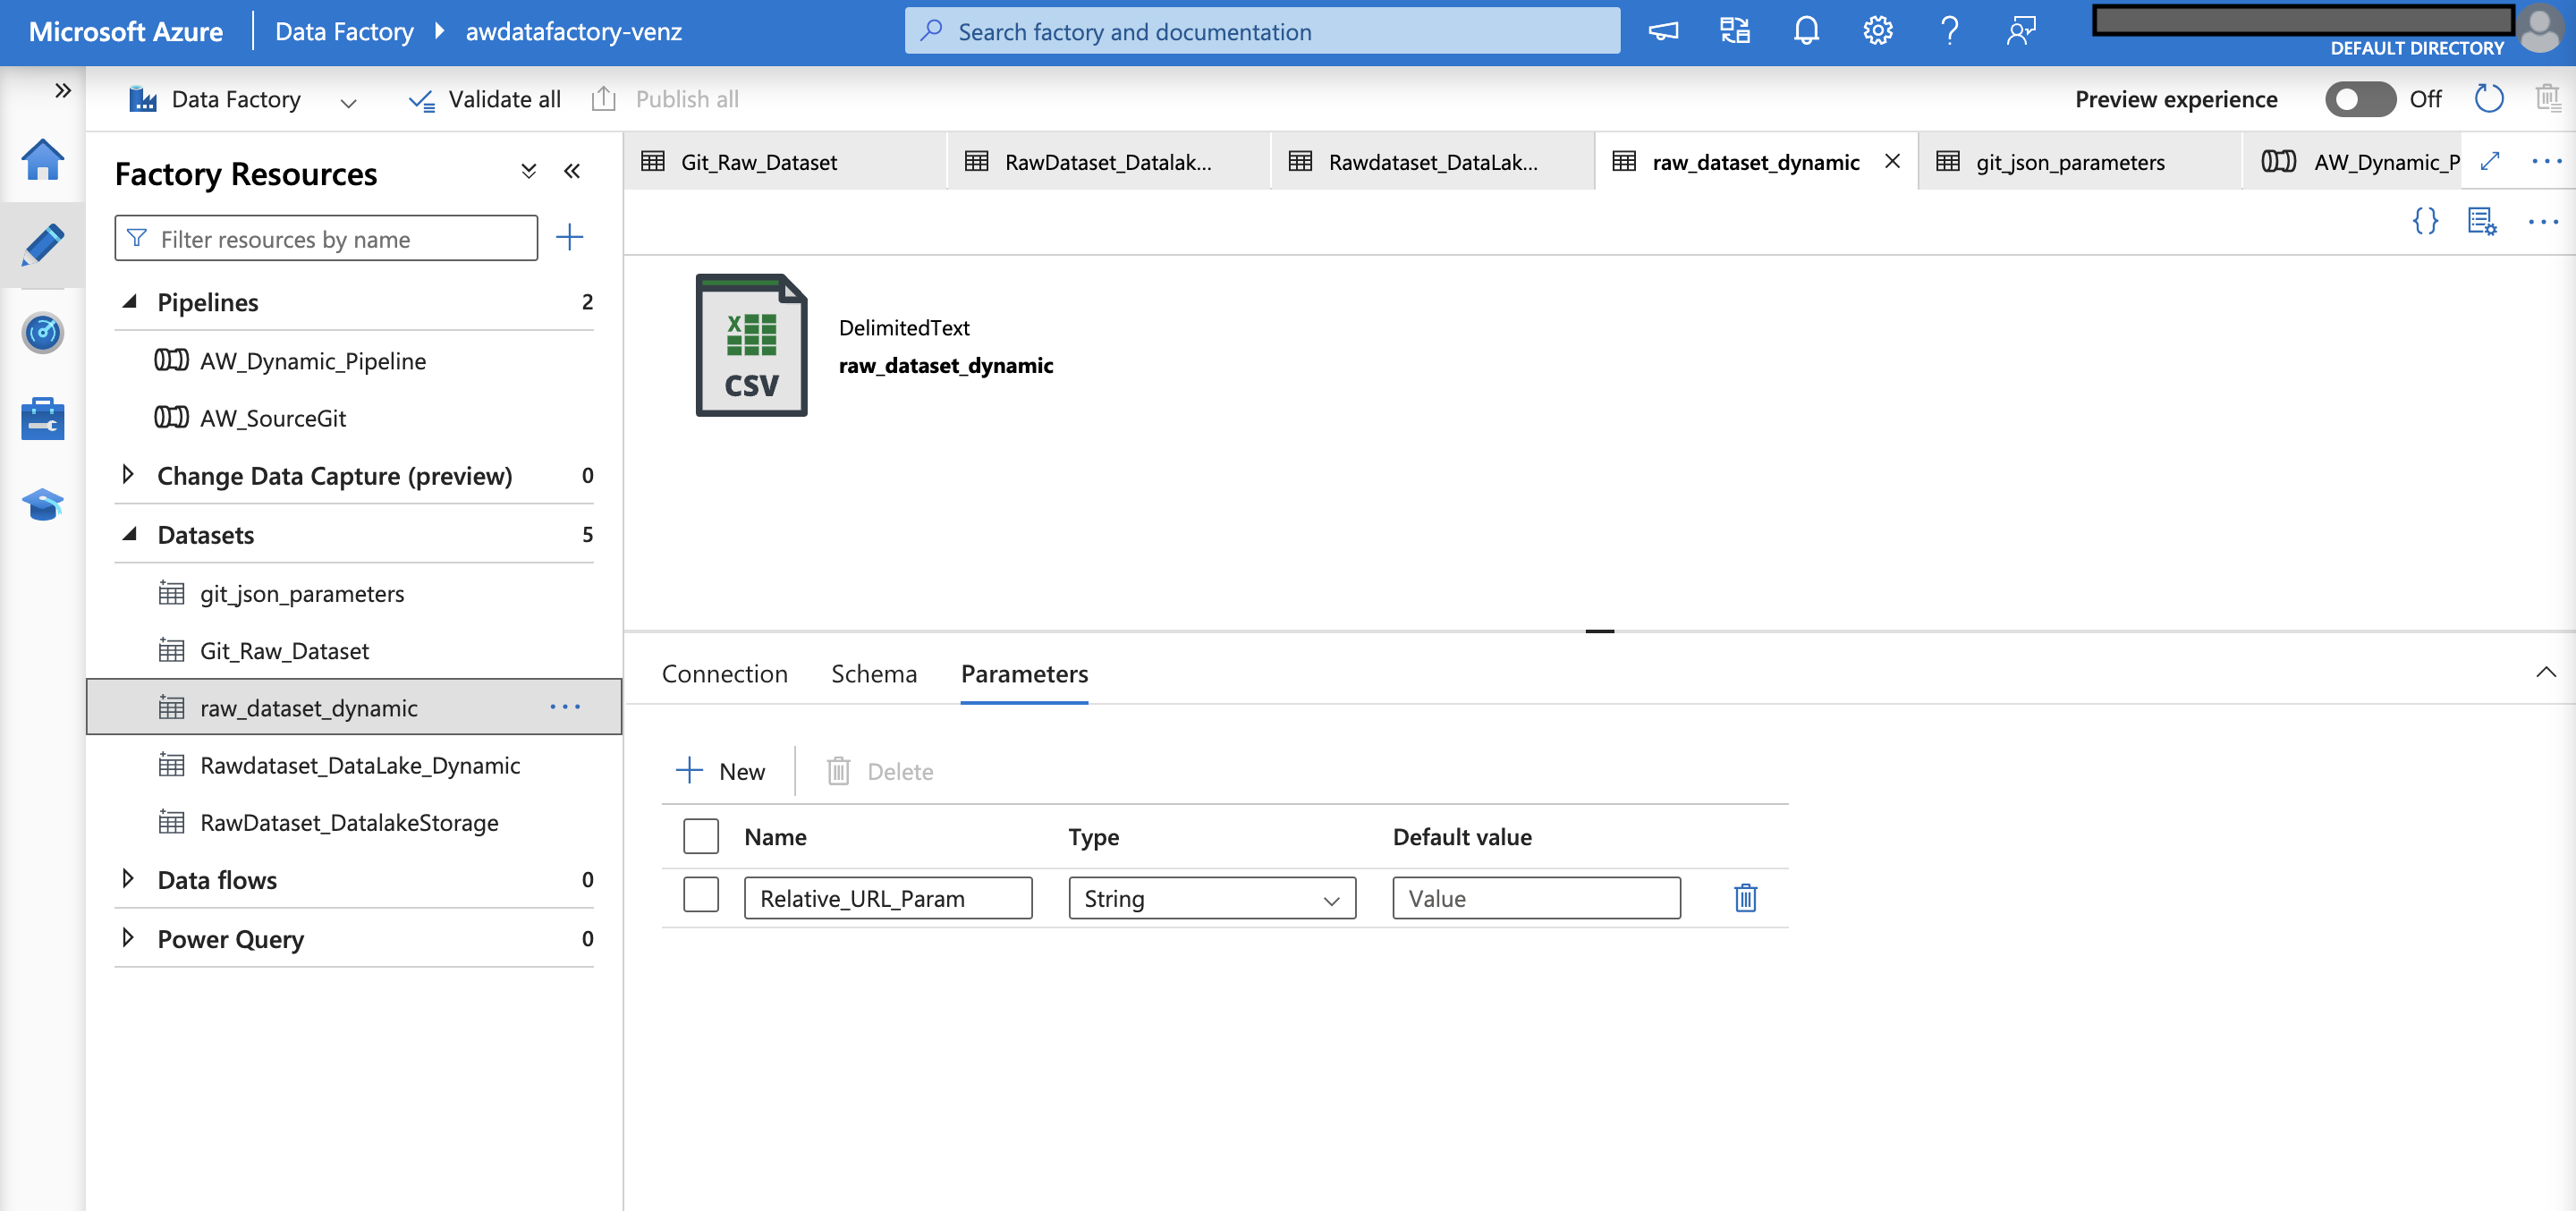 Microsoft Azure
Data Factory
awdatafactory-venz
Search factory and documentation
DEFAULT DIRECTORY
Data Factory
Validate all
Publish all
Preview experience
Off
Factory Resources
Filter resources by name
Pipelines
2
AW_Dynamic_Pipeline
AW_SourceGit
Change Data Capture (preview)
0
Datasets
5
git_json_parameters
Git_Raw_Dataset
raw_dataset_dynamic
Rawdataset_DataLake_Dynamic
RawDataset_DatalakeStorage
Data flows
0
Power Query
0
Git_Raw_Dataset
RawDataset_Datalak...
Rawdataset_DataLak...
raw_dataset_dynamic
git_json_parameters
AW_Dynamic_P
X
CSV
DelimitedText
raw_dataset_dynamic
Connection
Schema
Parameters
New
Delete
Name
Type
Default value
Relative_URL_Param
String
Value